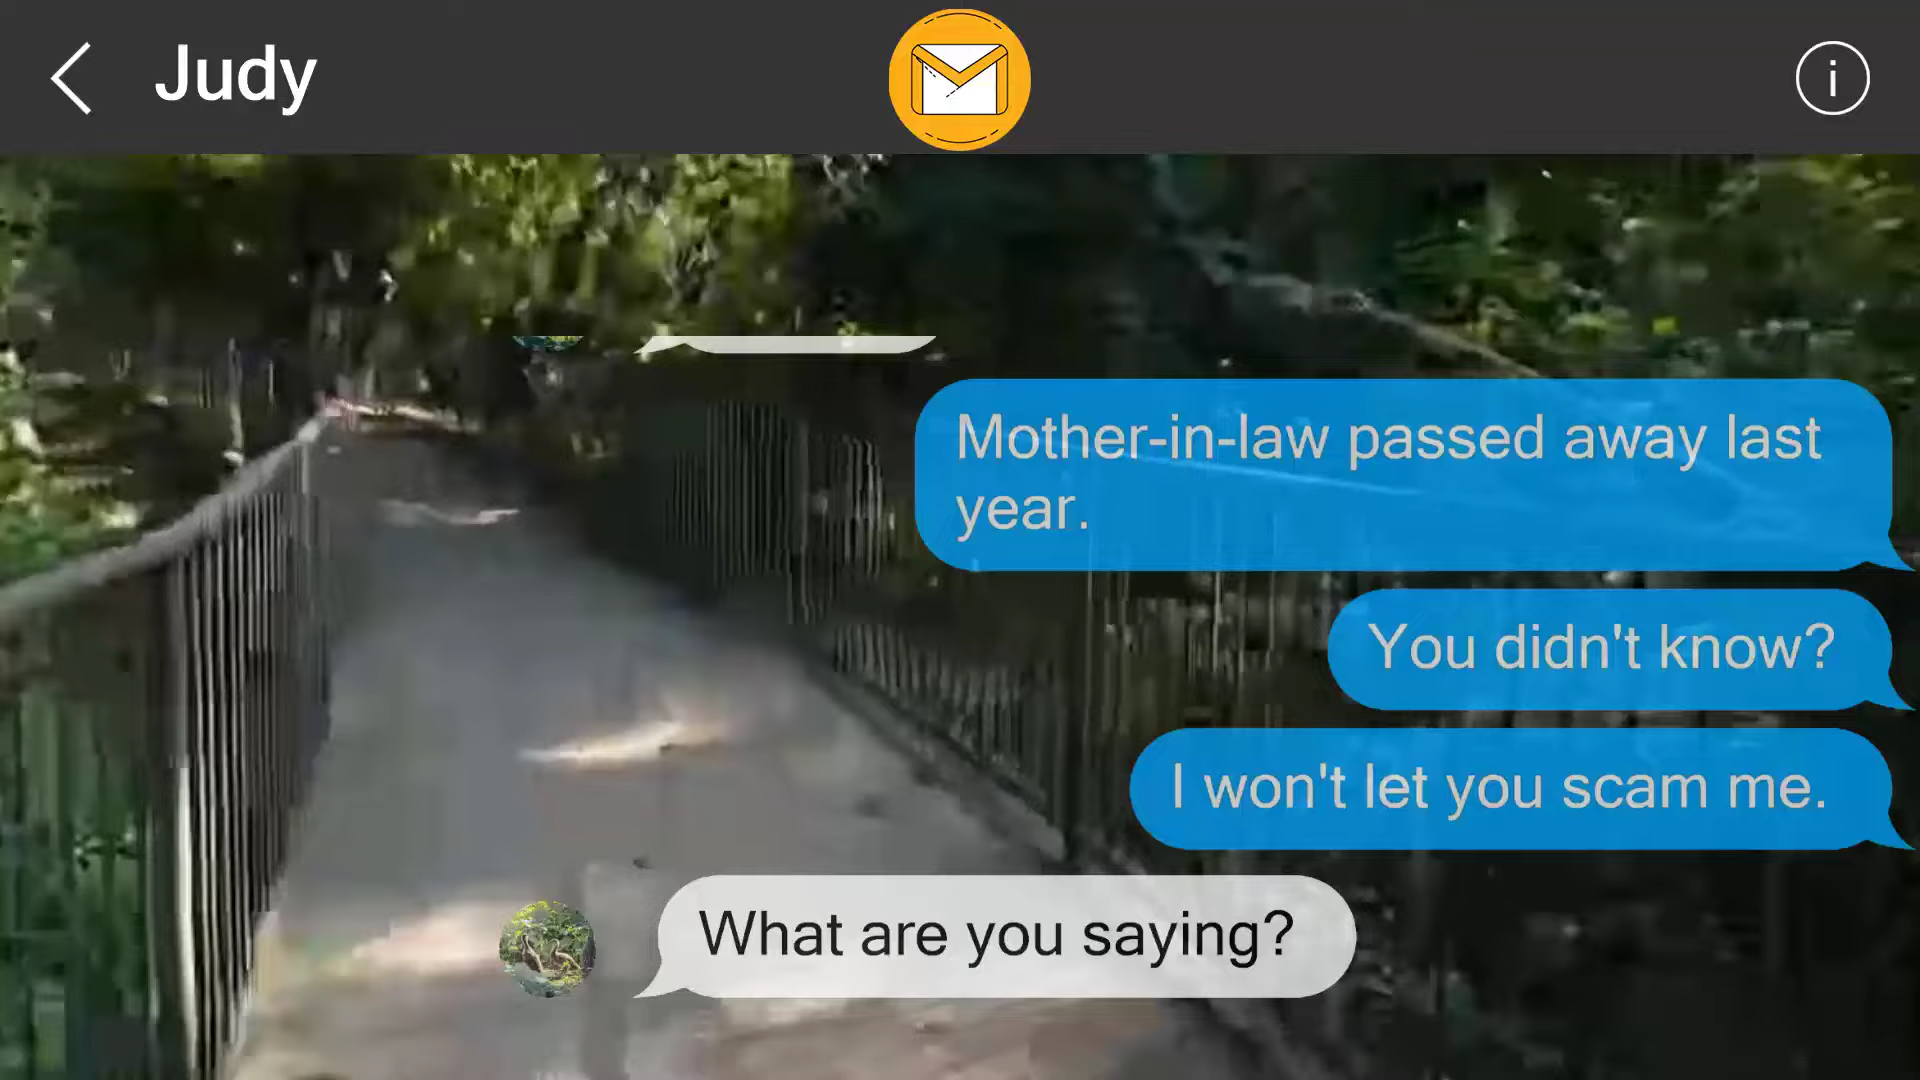 Judy
Mother-in-law passed away last
year.
You didn't know?
I won't let you scam me.
What are you saying?